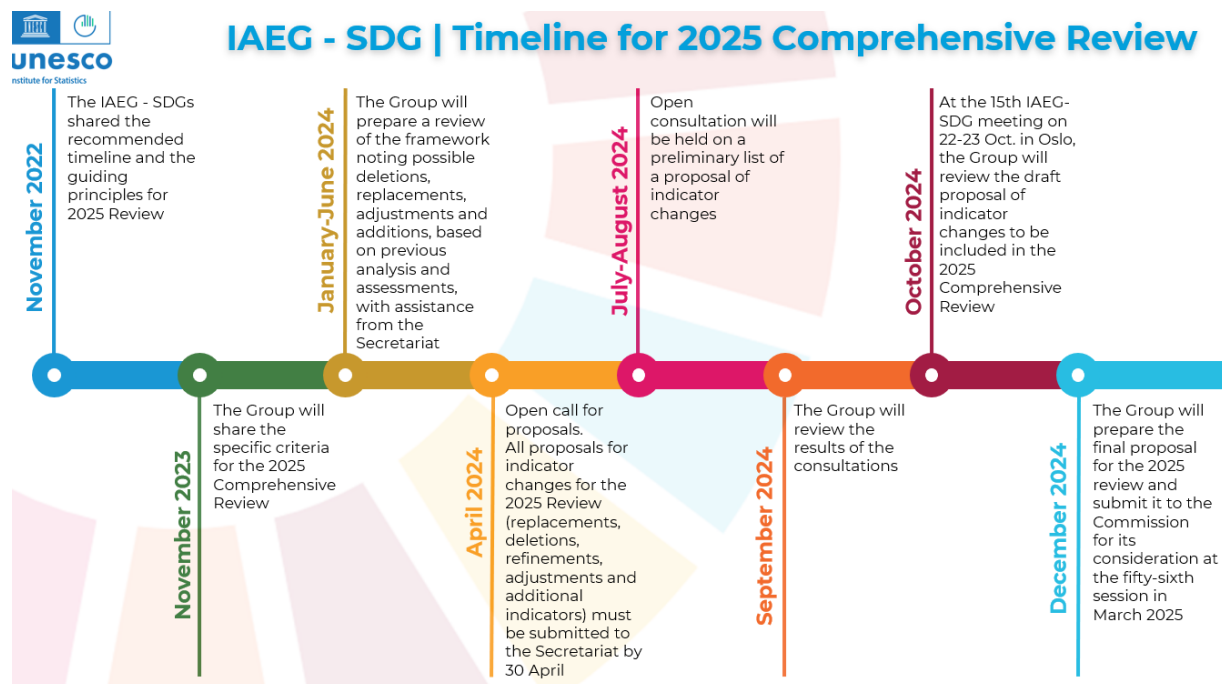 IAEG - SDG | Timeline for 2025 Comprehensive Review
unesco
nstitute for Statistics
November 2022
The IAEG - SDGs
shared the
recommended
timeline and the
guiding
principles for
2025 Review
November 2023
The Group will
share the
specific criteria
for the 2025
Comprehensive
Review
January-June 2024
The Group will
prepare a review
of the framework
noting possible
deletions,
replacements,
adjustments and
additions, based
on previous
analysis and
assessments,
with assistance
from the
Secretariat
April 2024
Open call for
proposals.
All proposals for
indicator
changes for the
2025 Review
(replacements,
deletions,
refinements,
adjustments and
additional
indicators) must
be submitted to
the Secretariat by
30 April
July-August 2024
Open
consultation will
be held on a
preliminary list of
a proposal of
indicator
changes
September 2024
The Group will
review the
results of the
consultations
October 2024
At the 15th IAEG-
SDG meeting on
22-23 Oct. in Oslo,
the Group will
review the draft
proposal of
indicator
changes to be
included in the
2025
Comprehensive
Review
December 2024
The Group will
prepare the
final proposal
for the 2025
review and
submit it to the
Commission
for its
consideration at
the fifty-sixth
session in
March 2025